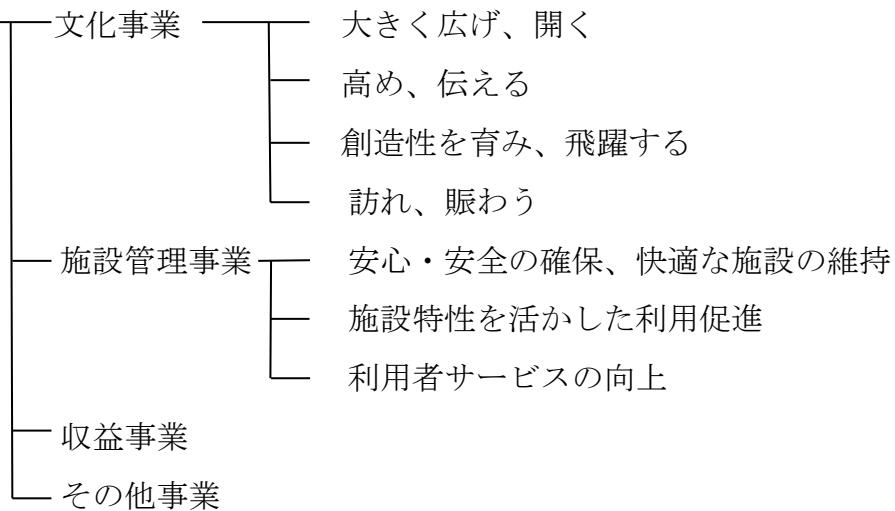 文化事業 大きく広げ、開く
高め、伝える
創造性を育み、飛躍する
訪れ、賑わう
施設管理事業 安心・安全の確保、快適な施設の維持
施設特性を活かした利用促進
利用者サービスの向上
収益事業
その他事業